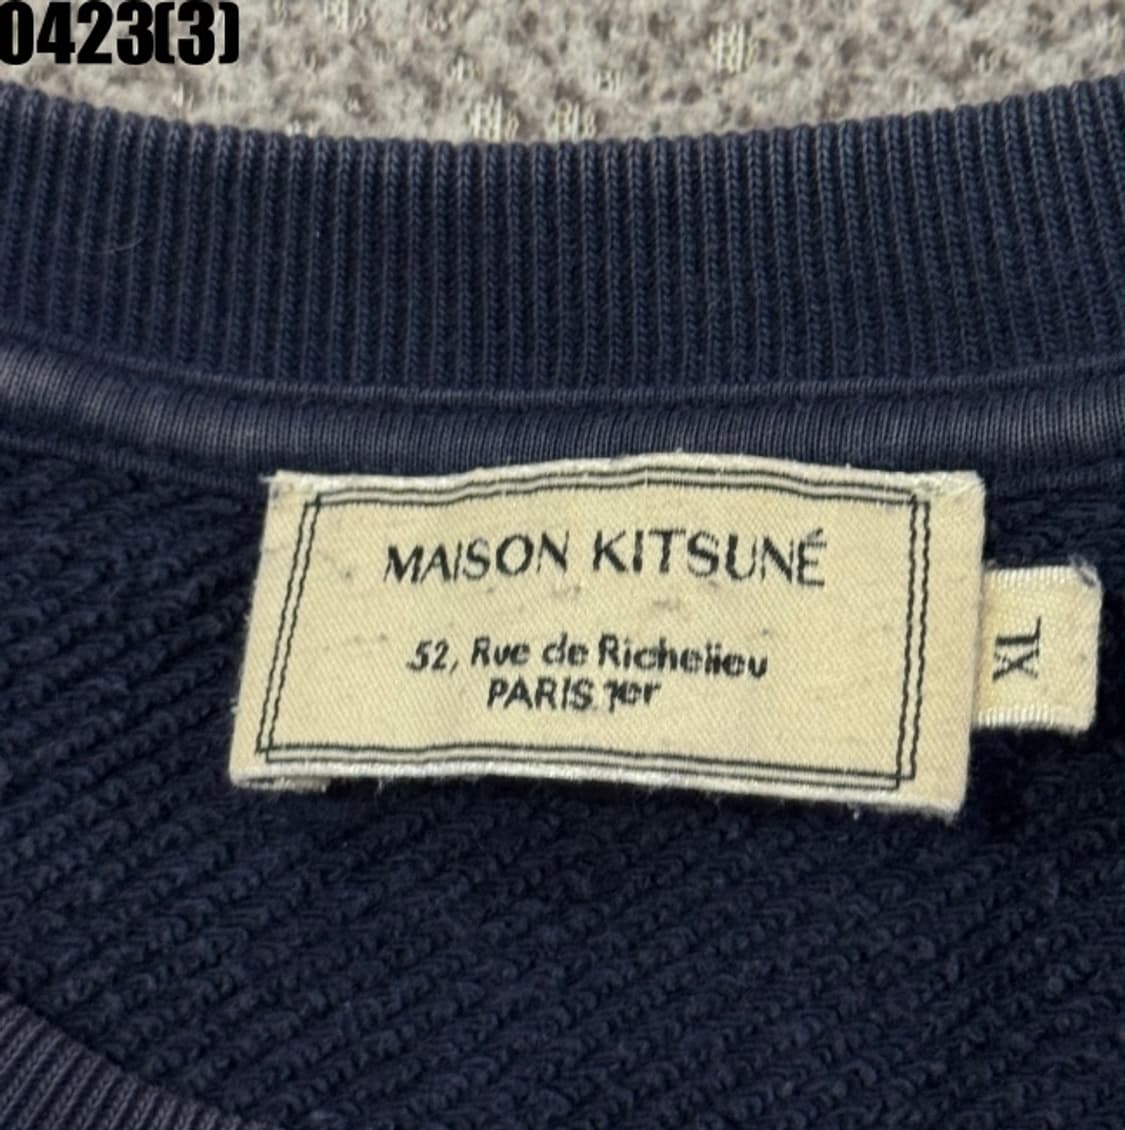 0423(3)
MAISON KITSUNÉ
52, Rue de Richelieu
PARIS 1er
XL